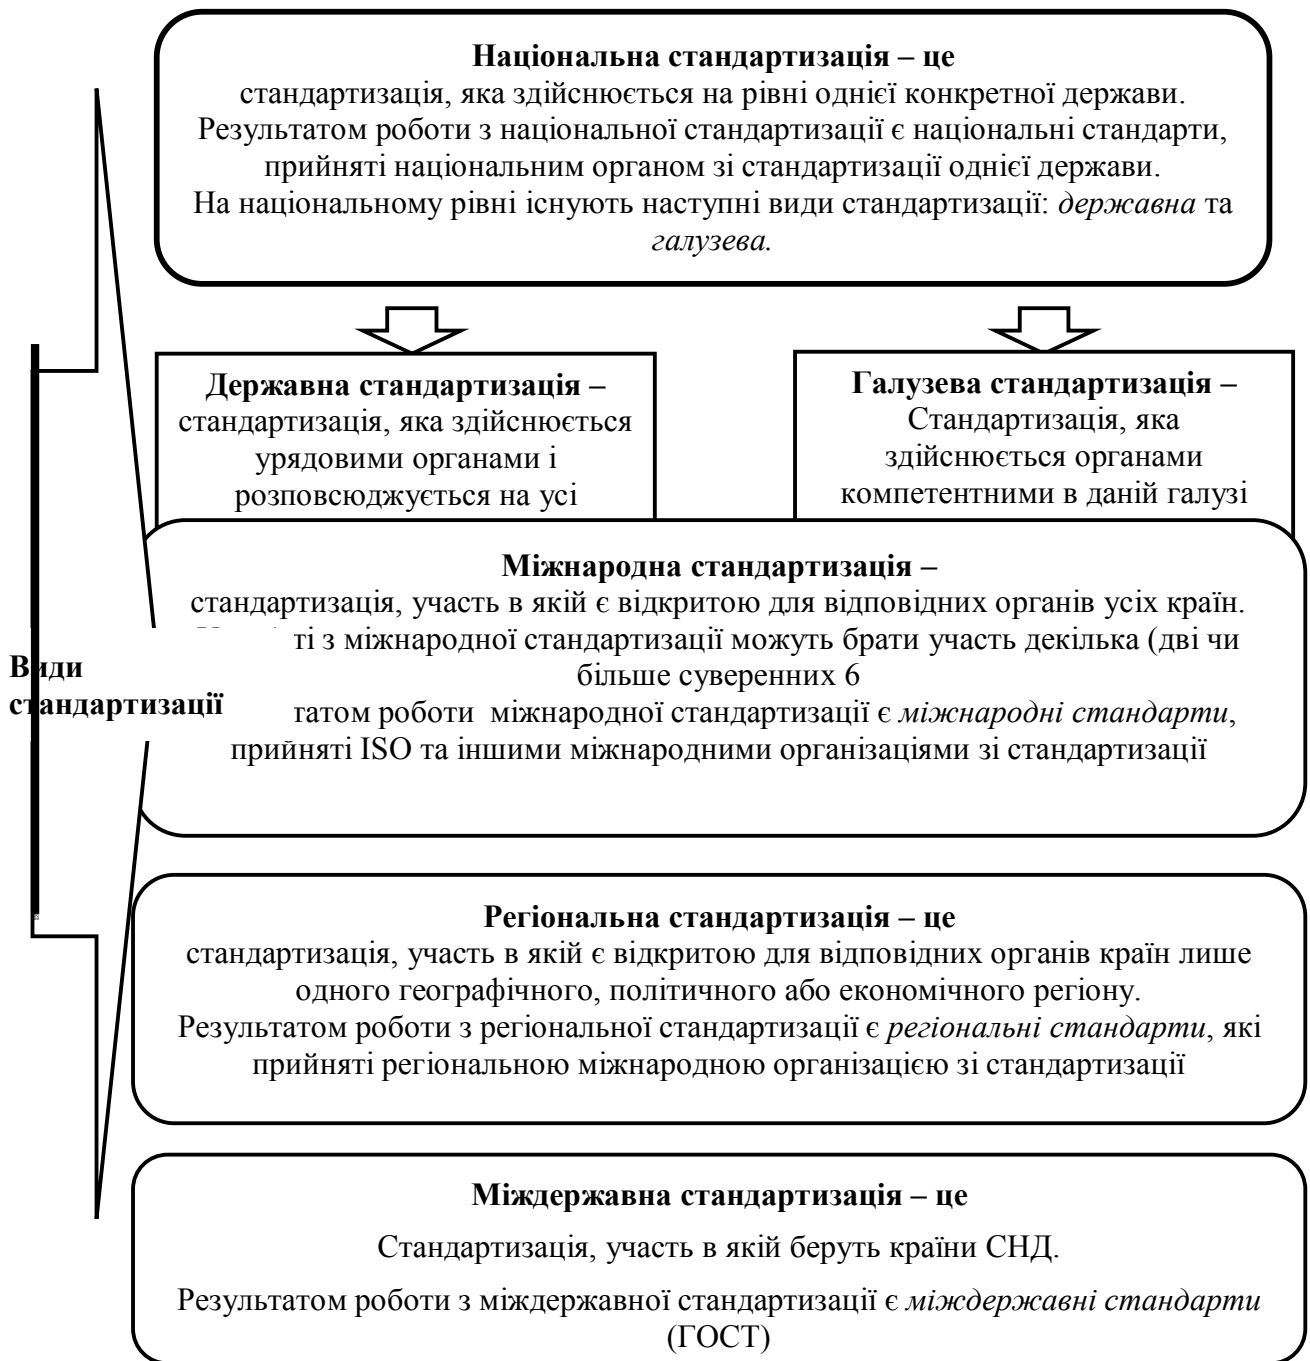 Національна стандартизація – це
стандартизація, яка здійснюється на рівні однієї конкретної держави.
Результатом роботи з національної стандартизації є національні стандарти,
прийняті національним органом зі стандартизації однієї держави.
На національному рівні існують наступні види стандартизації: державна та
галузева.
Державна стандартизація –
стандартизація, яка здійснюється
урядовими органами і
розповсюджується на усі
Галузева стандартизація –
Стандартизація, яка
здійснюється органами
компетентними в даній галузі
Види
стандартизації
Міжнародна стандартизація –
стандартизація, участь в якій є відкритою для відповідних органів усіх країн.
ті з міжнародної стандартизації можуть брати участь декілька (дві чи
більше суверенних 6
татом роботи міжнародної стандартизації є міжнародні стандарти,
прийняті ISO та іншими міжнародними організаціями зі стандартизації
Регіональна стандартизація – це
стандартизація, участь в якій є відкритою для відповідних органів країн лише
одного географічного, політичного або економічного регіону.
Результатом роботи з регіональної стандартизації є регіональні стандарти, які
прийняті регіональною міжнародною організацією зі стандартизації
Міждержавна стандартизація – це
Стандартизація, участь в якій беруть країни СНД.
Результатом роботи з міждержавної стандартизації є міждержавні стандарти
(ГОСТ)